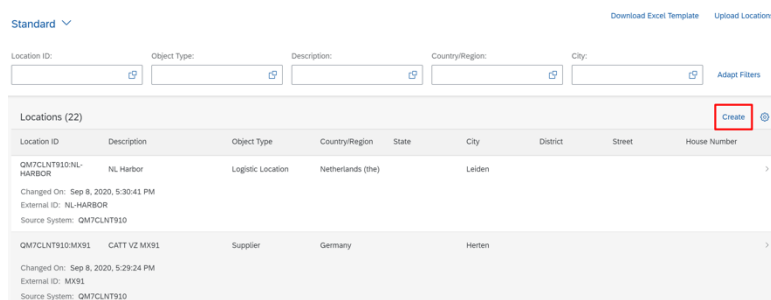 Standard
Download Excel Template Upload Locations
Location ID: Object Type: Description: Country/Region: City:
Adapt Filters
Locations (22) Create
Location ID Description Object Type Country/Region State City District Street House Number
QM7CLNT910:NL-
HARBOR NL Harbor Logistic Location Netherlands (the) Leiden
Changed On: Sep 8, 2020, 5:30:41 PM
External ID: NL-HARBOR
Source System: QM7CLNT910
QM7CLNT910:MX91 CATT VZ MX91 Supplier Germany Herten
Changed On: Sep 8, 2020, 5:29:24 PM
External ID: MX91
Source System: QM7CLNT910